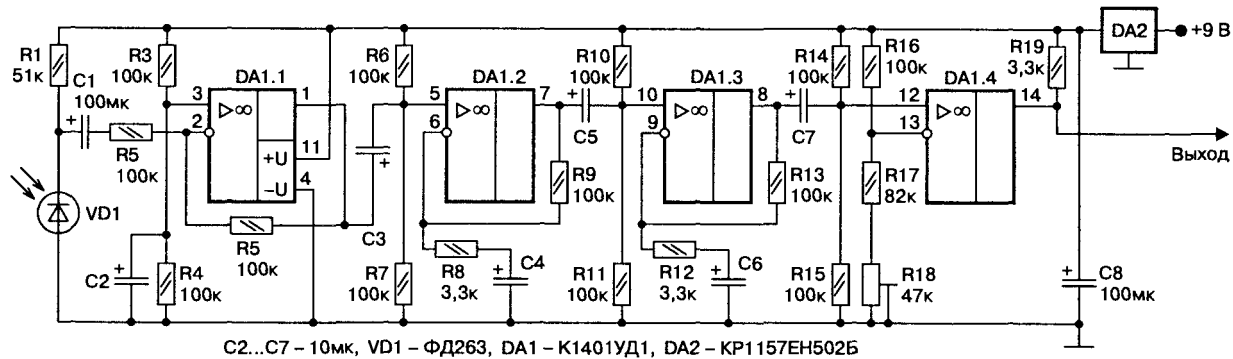 R1
51к
C1
100мк
+
R5
100к
R3
100к
DA1.1
3
2
▷∞
1
+U
11
-U
4
VD1
R5
100к
C2
+
R4
100к
C3
+
R6
100к
R7
100к
DA1.2
5
6
▷∞
7
R9
100к
R8
3,3к
C4
+
+
C5
R10
100к
R11
100к
DA1.3
10
9
▷∞
8
R13
100к
R12
3,3к
C6
+
+
C7
R14
100к
R15
100к
R16
100к
R17
82к
R18
47к
DA1.4
12
13
▷∞
14
R19
3,3к
DA2
+9 В
Выход
+
C8
100мк
C2...C7 – 10мк, VD1 – ФД263, DA1 – К1401УД1, DA2 – КР1157ЕН502Б